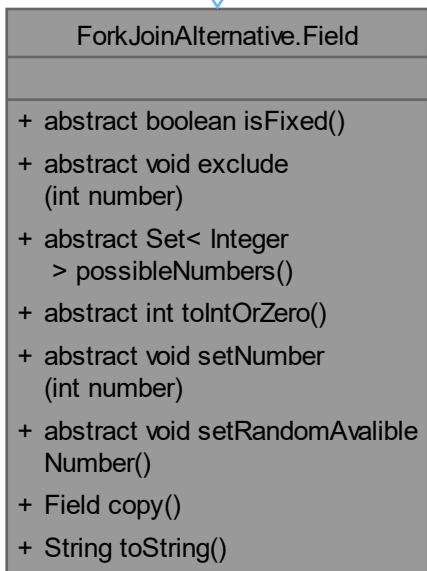 ForkJoinAlternative.Field
+ abstract boolean isFixed()
+ abstract void exclude
(int number)
+ abstract Set< Integer
> possibleNumbers()
+ abstract int toIntOrZero()
+ abstract void setNumber
(int number)
+ abstract void setRandomAvalible
Number()
+ Field copy()
+ String toString()